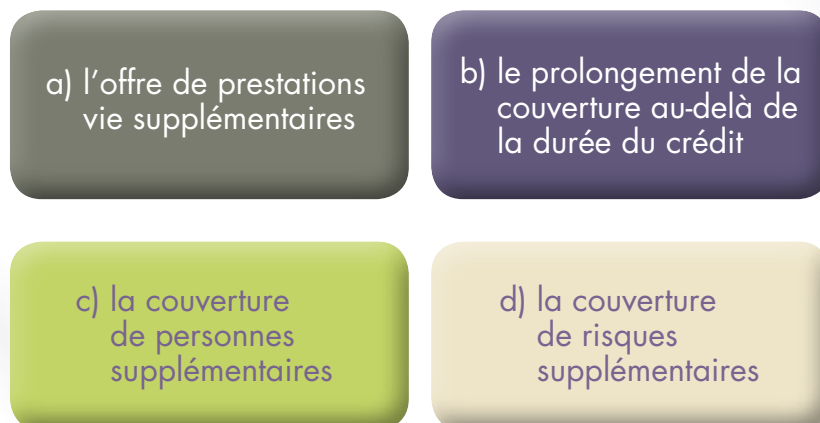 a) l’offre de prestations
vie supplémentaires
b) le prolongement de la
couverture au-delà de
la durée du crédit
c) la couverture
de personnes
supplémentaires
d) la couverture
de risques
supplémentaires